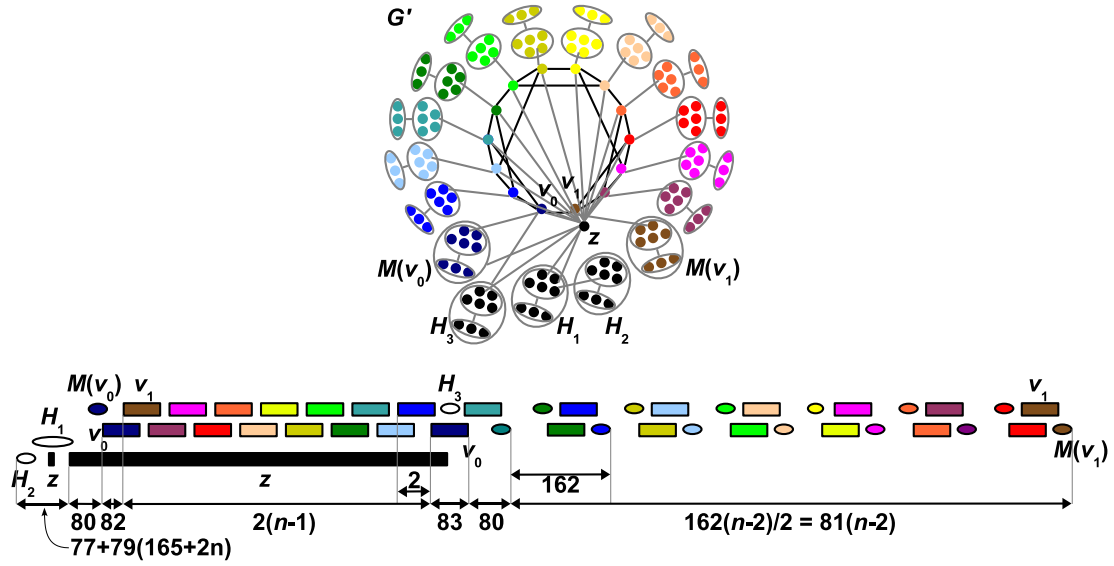 G′
v0 v1
z
M(v0) M(v1)
H3 H1 H2
M(v0) v1 H3 v1
H1
v0 v0 M(v1)
H2 z z
2 162
80 82 2(n-1) 83 80 162(n-2)/2 = 81(n-2)
77+79(165+2n)